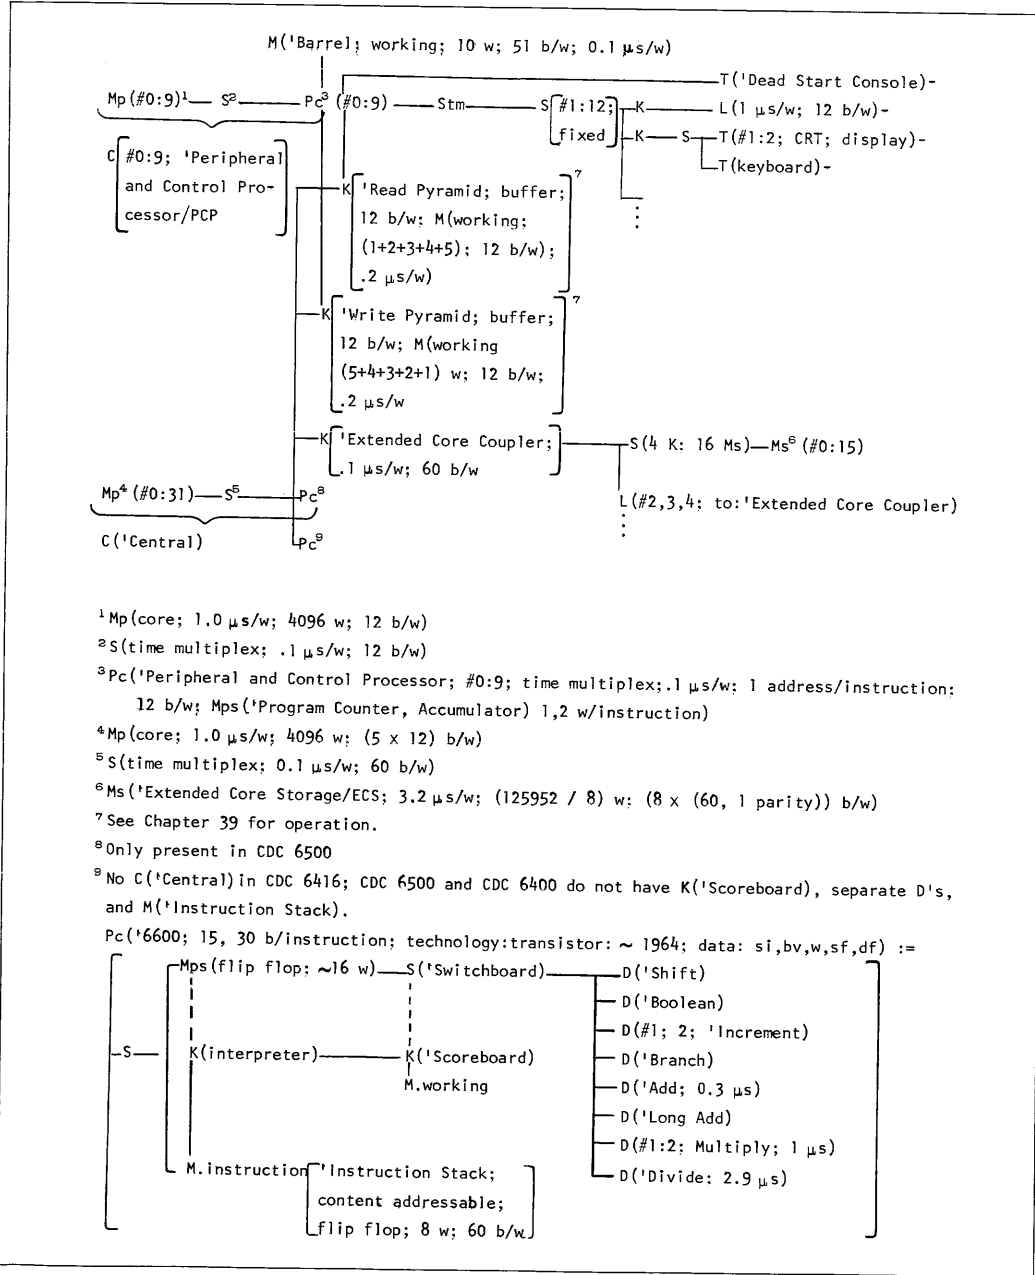 M('Barrel; working; 10 w; 51 b/w; 0.1 μs/w)
T('Dead Start Console)-
Mp(#0:9)¹— S²— Pc³ (#0:9) — Stm — S[#1:12; fixed] K — L(1 μs/w; 12 b/w)-
K — S — T(#1:2; CRT; display)-
T(keyboard)-
C[#0:9; 'Peripheral
and Control Pro-
cessor/PCP]
K['Read Pyramid; buffer;
12 b/w; M(working;
(1+2+3+4+5); 12 b/w);
.2 μs/w)]⁷
K['Write Pyramid; buffer;
12 b/w; M(working
(5+4+3+2+1) w; 12 b/w;
.2 μs/w]⁷
K['Extended Core Coupler;
.1 μs/w; 60 b/w]
S(4 K: 16 Ms)—Ms⁶ (#0:15)
L(#2,3,4; to:'Extended Core Coupler)
Mp⁴ (#0:31)—S⁵—Pc⁸
C('Central)
Pc⁹
¹Mp(core; 1.0 μs/w; 4096 w; 12 b/w)
²S(time multiplex; .1 μs/w; 12 b/w)
³Pc('Peripheral and Control Processor; #0:9; time multiplex;.1 μs/w; 1 address/instruction;
12 b/w; Mps('Program Counter, Accumulator) 1,2 w/instruction)
⁴Mp(core; 1.0 μs/w; 4096 w; (5 x 12) b/w)
⁵S(time multiplex; 0.1 μs/w; 60 b/w)
⁶Ms('Extended Core Storage/ECS; 3.2 μs/w; (125952 / 8) w; (8 x (60, 1 parity)) b/w)
⁷See Chapter 39 for operation.
⁸Only present in CDC 6500
⁹No C('Central) in CDC 6416; CDC 6500 and CDC 6400 do not have K('Scoreboard), separate D's,
and M('Instruction Stack).
Pc('6600; 15, 30 b/instruction; technology:transistor: ~ 1964; data: si,bv,w,sf,df) :=
Mps(flip flop; ~16 w)—S('Switchboard)—D('Shift)
D('Boolean)
D(#1; 2; 'Increment)
S— K(interpreter)—K('Scoreboard)
D('Branch)
M.working
D('Add; 0.3 μs)
D('Long Add)
D(#1:2; Multiply; 1 μs)
M.instruction['Instruction Stack;
D('Divide: 2.9 μs)
content addressable;
flip flop; 8 w; 60 b/w]